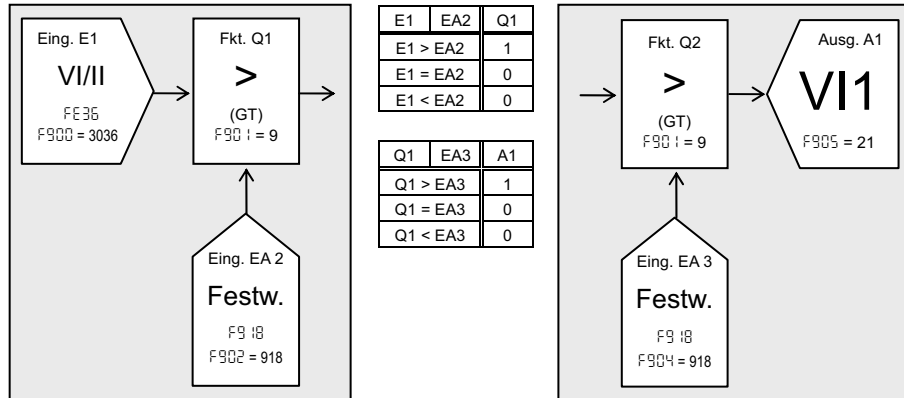 Eing. E1
VI/II
FE36
F900 = 3036
Fkt. Q1
>
(GT)
F901 = 9
Eing. EA 2
Festw.
F918
F902 = 918
E1 EA2 Q1
E1 > EA2 1
E1 = EA2 0
E1 < EA2 0
Q1 EA3 A1
Q1 > EA3 1
Q1 = EA3 0
Q1 < EA3 0
Fkt. Q2
>
(GT)
F901 = 9
Ausg. A1
VI1
F905 = 21
Eing. EA 3
Festw.
F918
F904 = 918